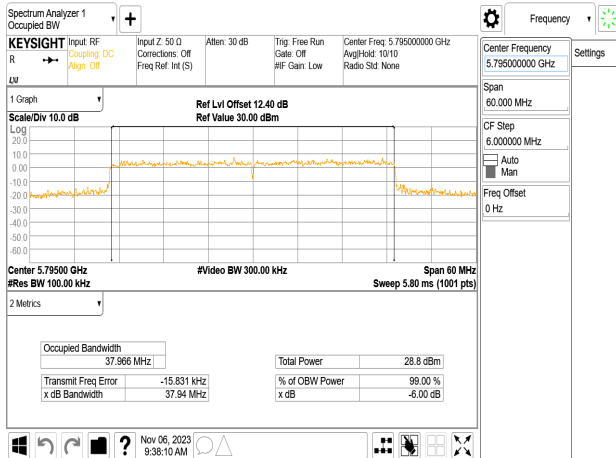 Spectrum Analyzer 1
Occupied BW
Frequency
KEYSIGHT
R
LXI
Input: RF
Coupling: DC
Align: Off
Input Z: 50 Ω
Corrections: Off
Freq Ref: Int (S)
Atten: 30 dB
Trig: Free Run
Gate: Off
#IF Gain: Low
Center Freq: 5.795000000 GHz
Avg|Hold: 10/10
Radio Std: None
Center Frequency
5.795000000 GHz
Settings
Span
60.000 MHz
CF Step
6.000000 MHz
Auto
Man
Freq Offset
0 Hz
1 Graph
Scale/Div 10.0 dB
Ref Lvl Offset 12.40 dB
Ref Value 30.00 dBm
Log
20.0
10.0
0.00
-10.0
-20.0
-30.0
-40.0
-50.0
-60.0
Center 5.79500 GHz
#Res BW 100.00 kHz
#Video BW 300.00 kHz
Span 60 MHz
Sweep 5.80 ms (1001 pts)
2 Metrics
Occupied Bandwidth
37.966 MHz
Total Power 28.8 dBm
Transmit Freq Error -15.831 kHz
% of OBW Power 99.00 %
x dB Bandwidth 37.94 MHz
x dB -6.00 dB
?
Nov 06, 2023
9:38:10 AM